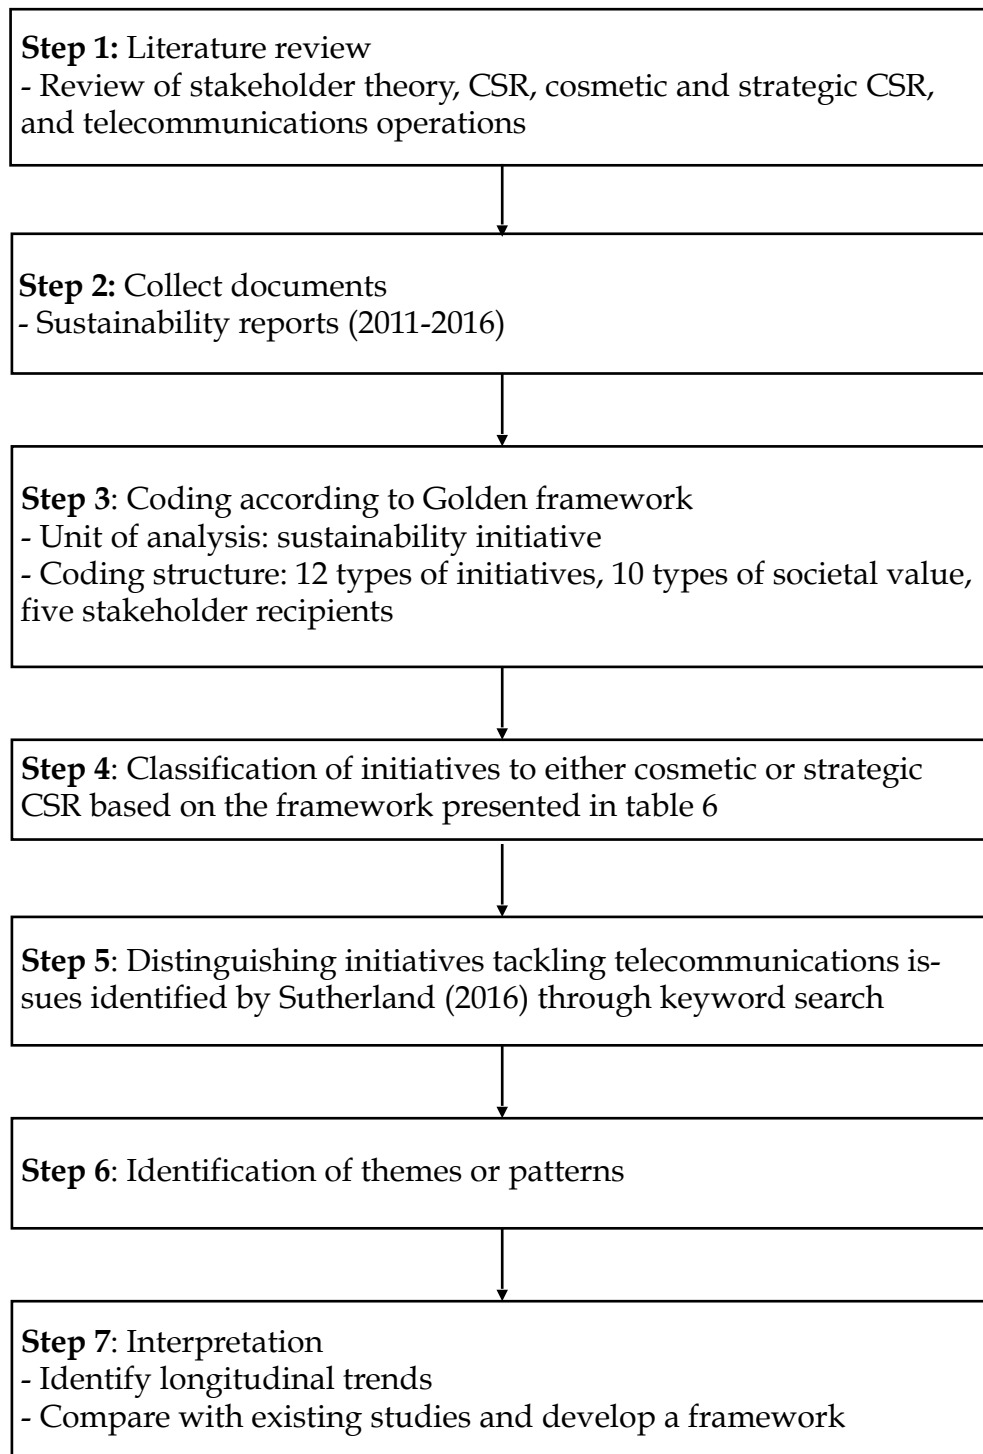 Step 1: Literature review
- Review of stakeholder theory, CSR, cosmetic and strategic CSR,
and telecommunications operations
Step 2: Collect documents
- Sustainability reports (2011-2016)
Step 3: Coding according to Golden framework
- Unit of analysis: sustainability initiative
- Coding structure: 12 types of initiatives, 10 types of societal value,
five stakeholder recipients
Step 4: Classification of initiatives to either cosmetic or strategic
CSR based on the framework presented in table 6
Step 5: Distinguishing initiatives tackling telecommunications is-
sues identified by Sutherland (2016) through keyword search
Step 6: Identification of themes or patterns
Step 7: Interpretation
- Identify longitudinal trends
- Compare with existing studies and develop a framework